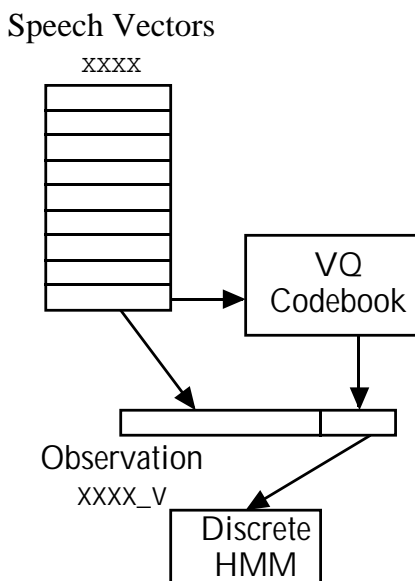 Speech Vectors
XXXX
VQ
Codebook
Observation
XXXX_V
Discrete
HMM